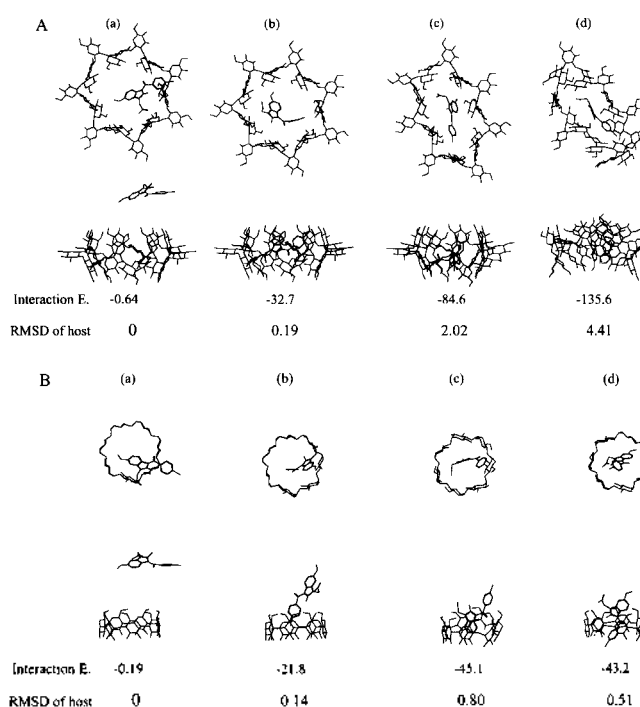 A (a) (b) (c) (d)
Interaction E. -0.64 -32.7 -84.6 -135.6
RMSD of host 0 0.19 2.02 4.41
B (a) (b) (c) (d)
Interaction E. -0.19 -21.8 -45.1 -43.2
RMSD of host 0 0.14 0.80 0.51